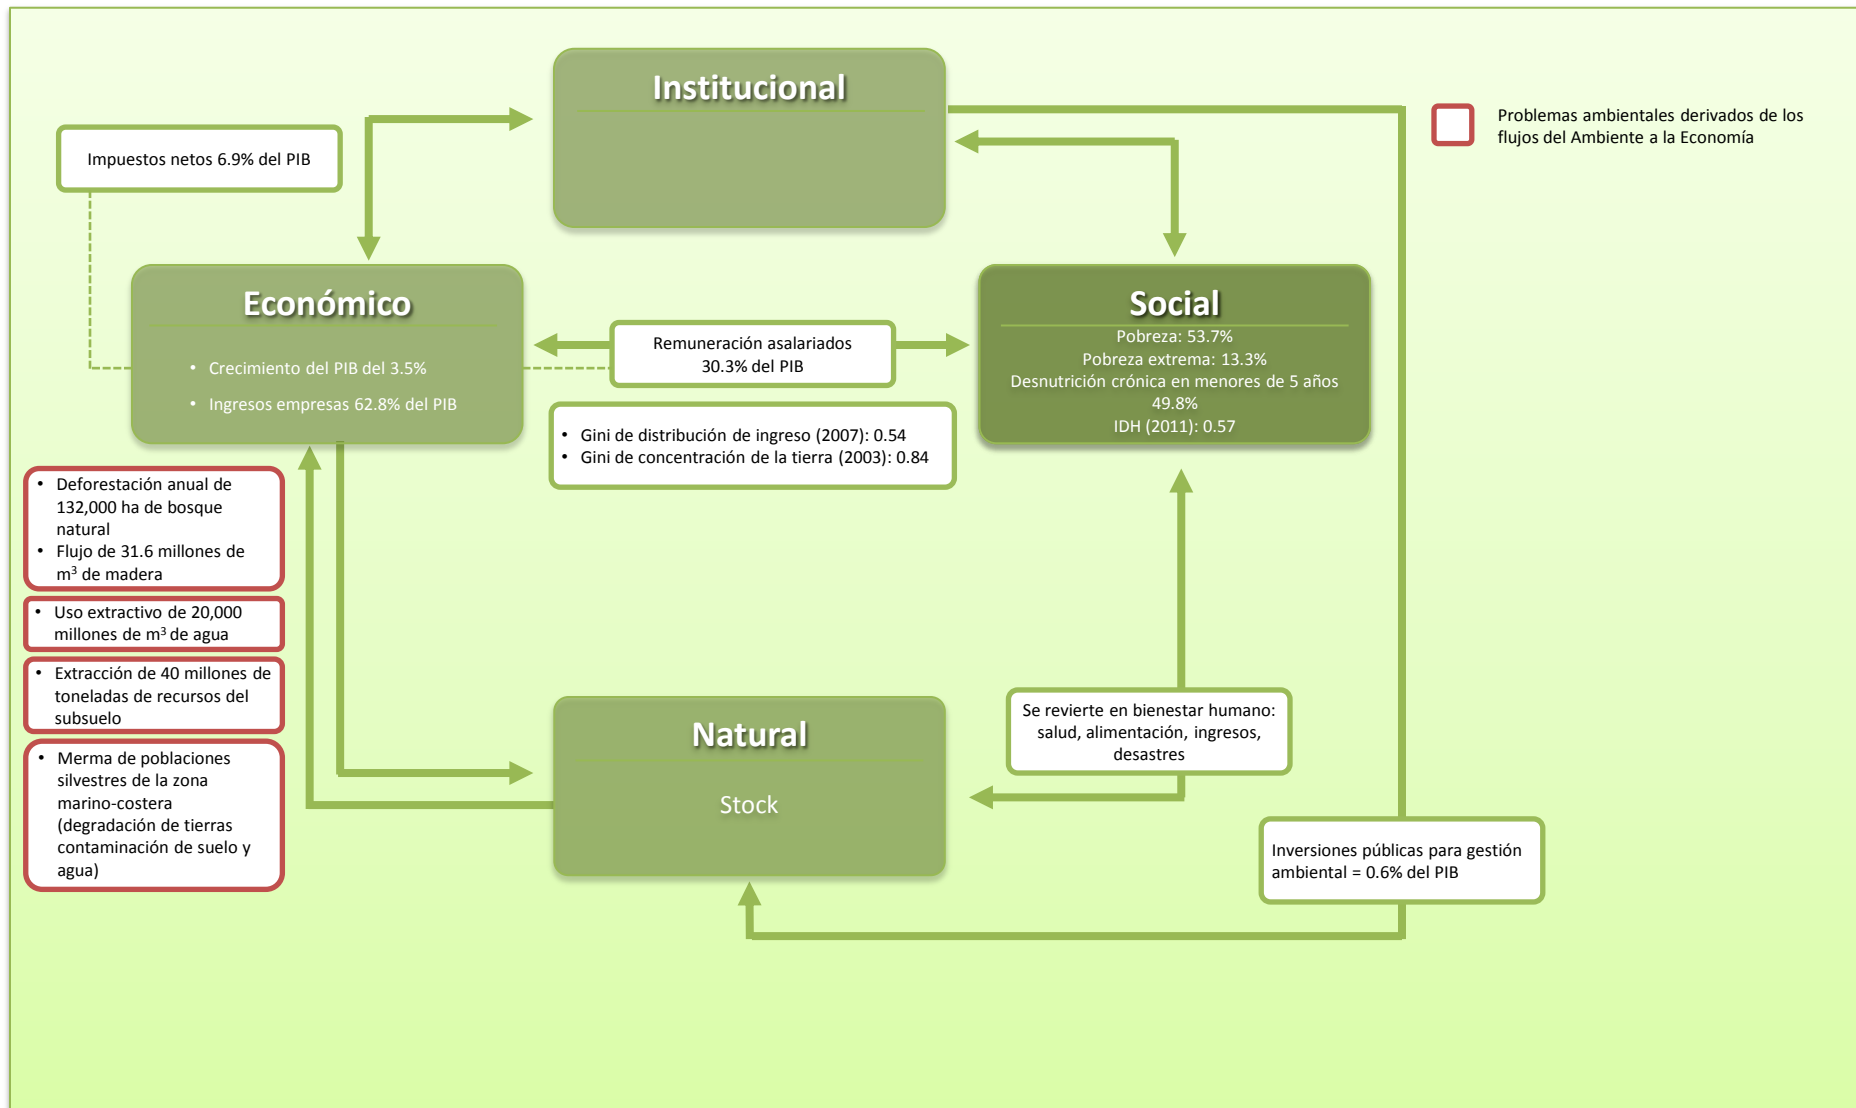 Institucional
Problemas ambientales derivados de los
flujos del Ambiente a la Economía
Impuestos netos 6.9% del PIB
Económico
• Crecimiento del PIB del 3.5%
• Ingresos empresas 62.8% del PIB
Remuneración asalariados
30.3% del PIB
Social
Pobreza: 53.7%
Pobreza extrema: 13.3%
Desnutrición crónica en menores de 5 años
49.8%
IDH (2011): 0.57
• Gini de distribución de ingreso (2007): 0.54
• Gini de concentración de la tierra (2003): 0.84
• Deforestación anual de
132,000 ha de bosque
natural
• Flujo de 31.6 millones de
m³ de madera
• Uso extractivo de 20,000
millones de m³ de agua
• Extracción de 40 millones de
toneladas de recursos del
subsuelo
• Merma de poblaciones
silvestres de la zona
marino-costera
(degradación de tierras
contaminación de suelo y
agua)
Natural
Stock
Se revierte en bienestar humano:
salud, alimentación, ingresos,
desastres
Inversiones públicas para gestión
ambiental = 0.6% del PIB